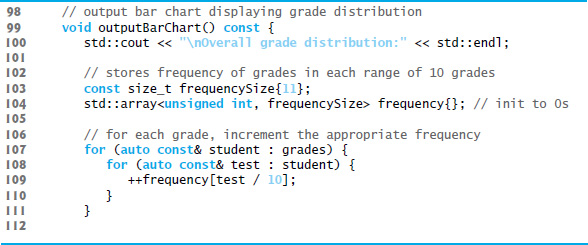 98 // output bar chart displaying grade distribution
99 void outputBarChart() const {
100 std::cout << "\nOverall grade distribution:" << std::endl;
101
102 // stores frequency of grades in each range of 10 grades
103 const size_t frequencySize{11};
104 std::array<unsigned int, frequencySize> frequency{}; // init to 0s
105
106 // for each grade, increment the appropriate frequency
107 for (auto const& student : grades) {
108 for (auto const& test : student) {
109 ++frequency[test / 10];
110 }
111 }
112